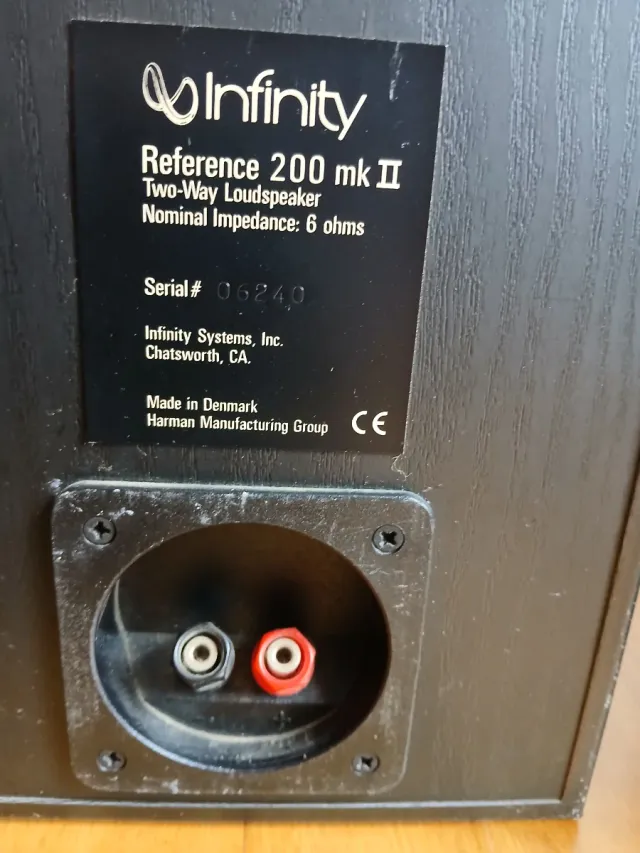 Infinity
Reference 200 mk II
Two-Way Loudspeaker
Nominal Impedance: 6 ohms
Serial# 06240
Infinity Systems, Inc.
Chatsworth, CA.
Made in Denmark
Harman Manufacturing Group CE